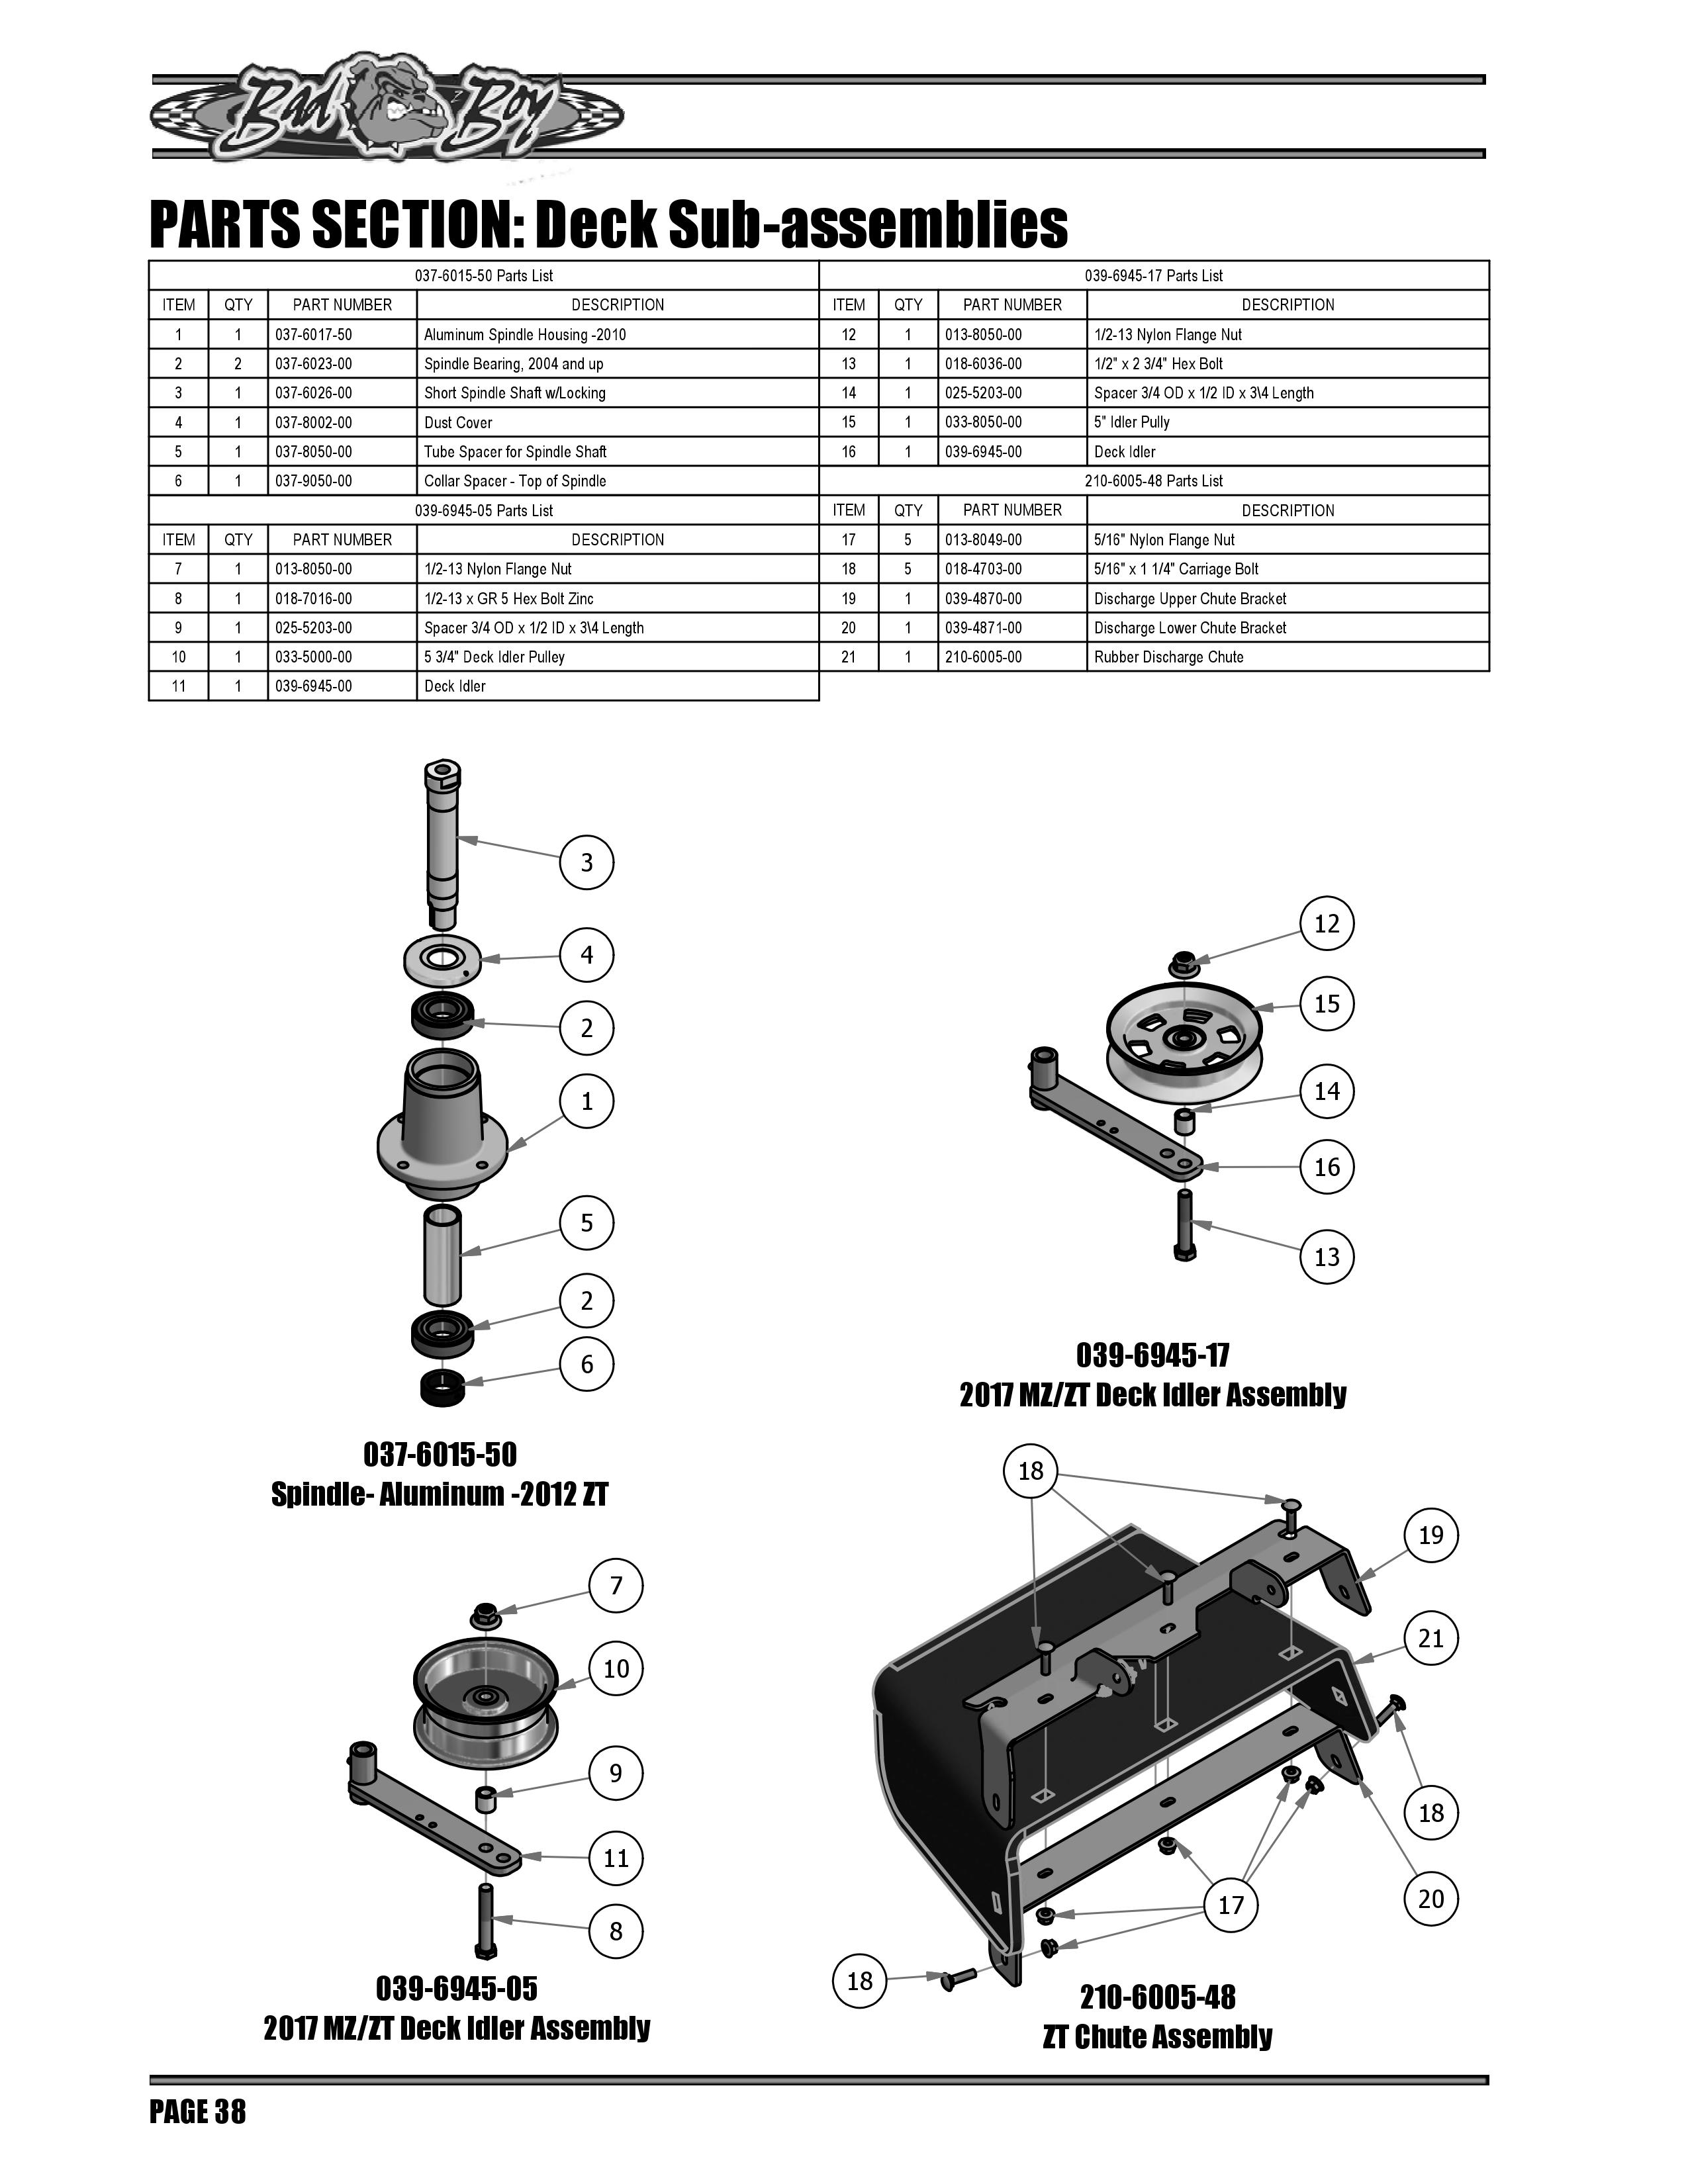 Bad Boy
PARTS SECTION: Deck Sub-assemblies
037-6015-50 Parts List
ITEM QTY PART NUMBER DESCRIPTION
1 1 037-6017-50 Aluminum Spindle Housing -2010
2 2 037-6023-00 Spindle Bearing, 2004 and up
3 1 037-6026-00 Short Spindle Shaft w/Locking
4 1 037-8002-00 Dust Cover
5 1 037-8050-00 Tube Spacer for Spindle Shaft
6 1 037-9050-00 Collar Spacer - Top of Spindle
039-6945-05 Parts List
ITEM QTY PART NUMBER DESCRIPTION
7 1 013-8050-00 1/2-13 Nylon Flange Nut
8 1 018-7016-00 1/2-13 x GR 5 Hex Bolt Zinc
9 1 025-5203-00 Spacer 3/4 OD x 1/2 ID x 3\4 Length
10 1 033-5000-00 5 3/4" Deck Idler Pulley
11 1 039-6945-00 Deck Idler
039-6945-17 Parts List
ITEM QTY PART NUMBER DESCRIPTION
12 1 013-8050-00 1/2-13 Nylon Flange Nut
13 1 018-6036-00 1/2" x 2 3/4" Hex Bolt
14 1 025-5203-00 Spacer 3/4 OD x 1/2 ID x 3\4 Length
15 1 033-8050-00 5" Idler Pully
16 1 039-6945-00 Deck Idler
210-6005-48 Parts List
ITEM QTY PART NUMBER DESCRIPTION
17 5 013-8049-00 5/16" Nylon Flange Nut
18 5 018-4703-00 5/16" x 1 1/4" Carriage Bolt
19 1 039-4870-00 Discharge Upper Chute Bracket
20 1 039-4871-00 Discharge Lower Chute Bracket
21 1 210-6005-00 Rubber Discharge Chute
3
4
2
1
5
2
6
037-6015-50
Spindle- Aluminum -2012 ZT
12
15
14
16
13
039-6945-17
2017 MZ/ZT Deck Idler Assembly
7
10
9
11
8
039-6945-05
2017 MZ/ZT Deck Idler Assembly
18
19
21
18
20
17
18
210-6005-48
ZT Chute Assembly
PAGE 38